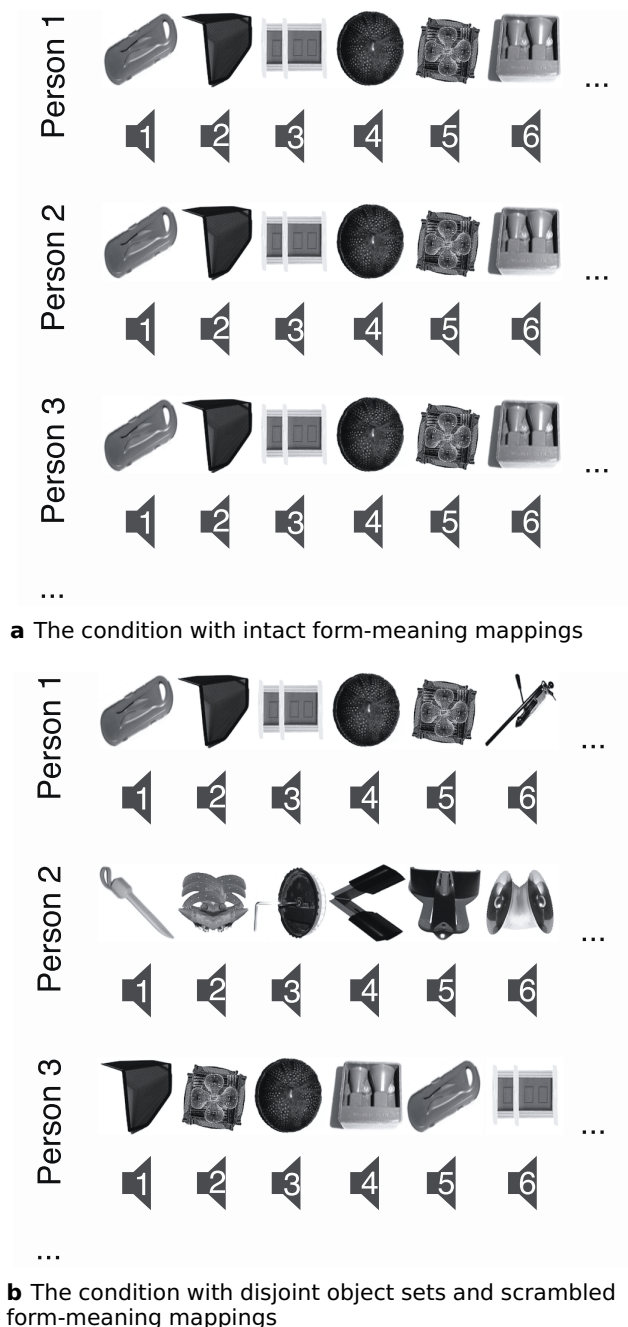 Person 1
...
1 2 3 4 5 6
Person 2
...
1 2 3 4 5 6
Person 3
...
1 2 3 4 5 6
...
a The condition with intact form-meaning mappings
Person 1
...
1 2 3 4 5 6
Person 2
...
1 2 3 4 5 6
Person 3
...
1 2 3 4 5 6
...
b The condition with disjoint object sets and scrambled
form-meaning mappings